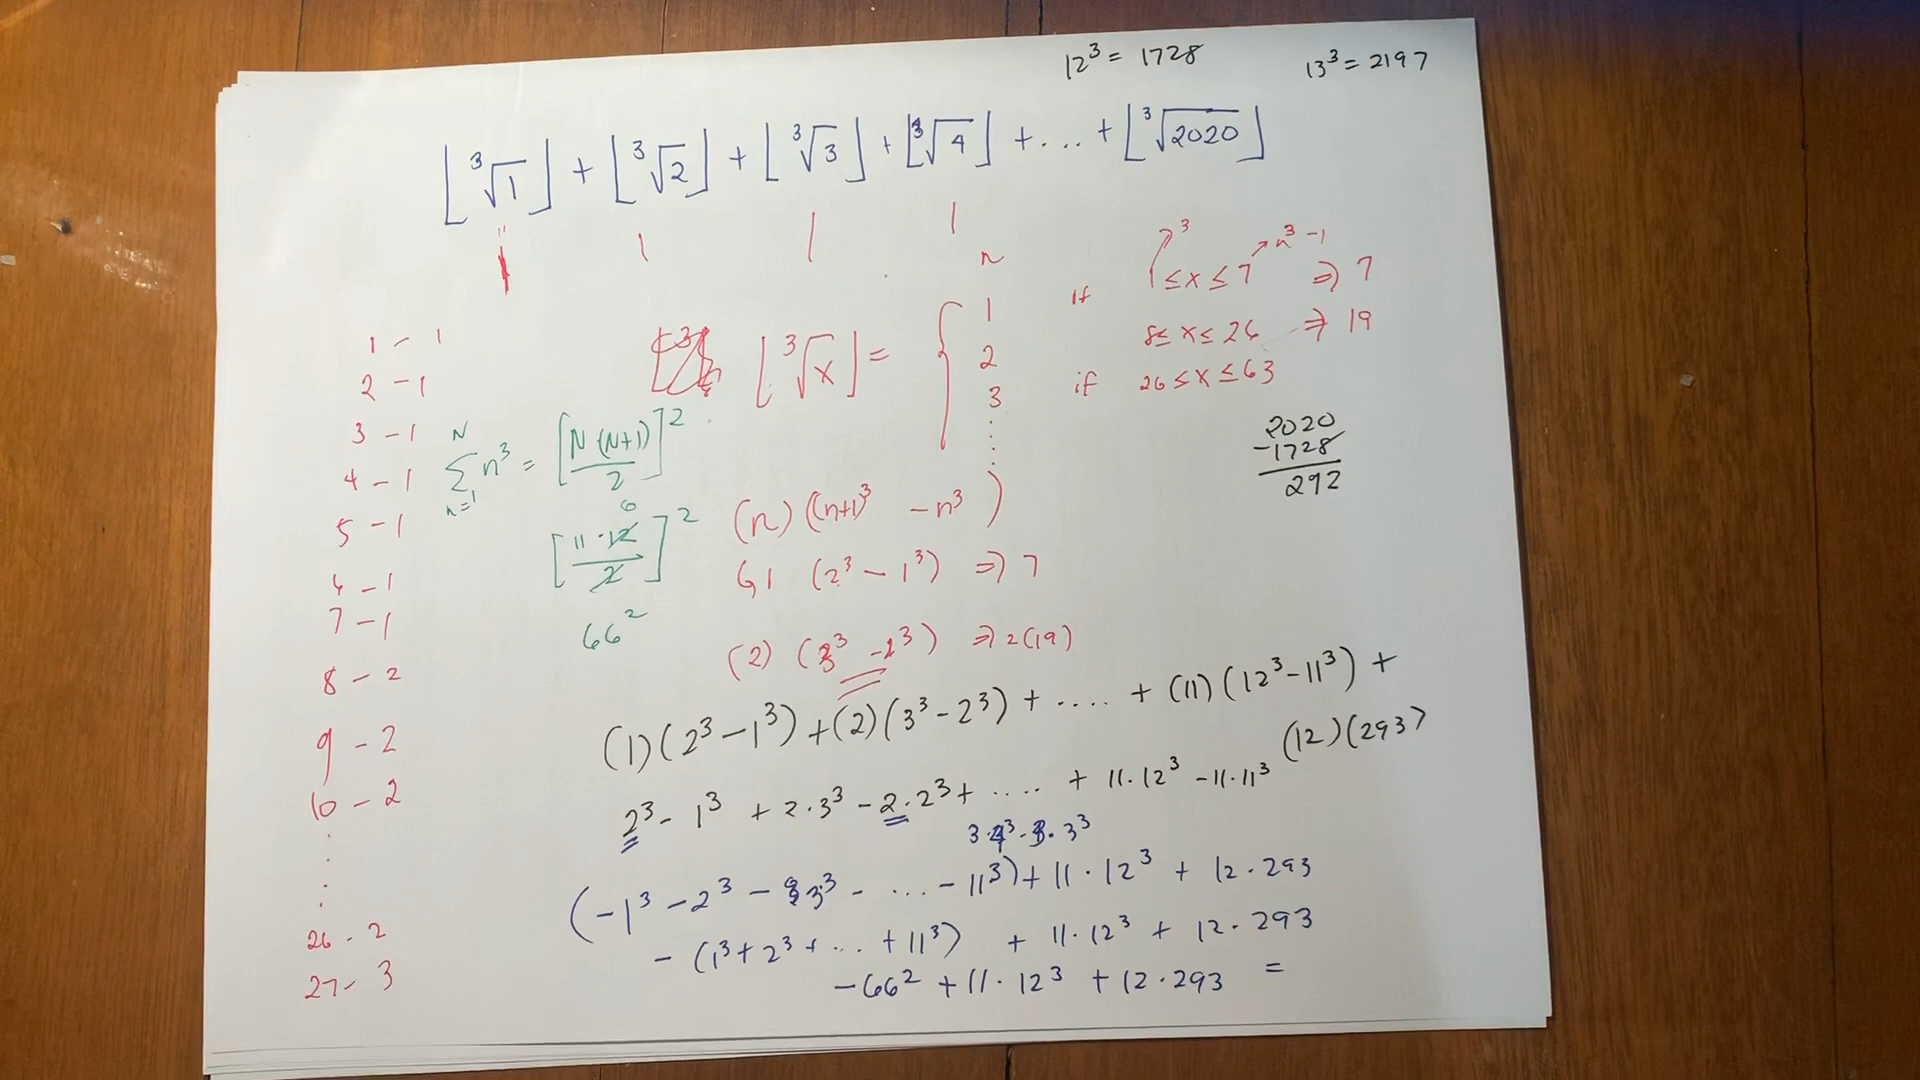 12³ = 1728
13³ = 2197
⌊∛1⌋ + ⌊∛2⌋ + ⌊∛3⌋ + ⌊∛4⌋ + .... + ⌊∛2020⌋
1 1 1
n
1³ n³ - 1
⌊∛x⌋ = { 1 if 1 ≤ x ≤ 7 ⇒ 7
2 8 ≤ x ≤ 26 ⇒ 19
3 if 26 ≤ x ≤ 63
2020
-1728
292
1 - 1
2 - 1
3 - 1
4 - 1
5 - 1
6 - 1
7 - 1
8 - 2
9 - 2
10 - 2
26 - 2
27 - 3
N
∑ n³ = [N(N+1)/2]²
n=1
6
[11·12/2]²
66²
(n)((n+1)³ - n³)
↳ 1 (2³ - 1³) ⇒ 7
(2) (3³ - 2³) ⇒ 2(19)
(1)(2³ - 1³) + (2)(3³ - 2³) + .... + (11)(12³ - 11³) +
(12)(293)
2³ - 1³ + 2·3³ - 2·2³ + .... + 11·12³ - 11·11³
3·4³ - 3·3³
(-1³ - 2³ - 3³ - ... - 11³) + 11·12³ + 12·293
- (1³ + 2³ + ... + 11³) + 11·12³ + 12·293
-66² + 11·12³ + 12·293 =